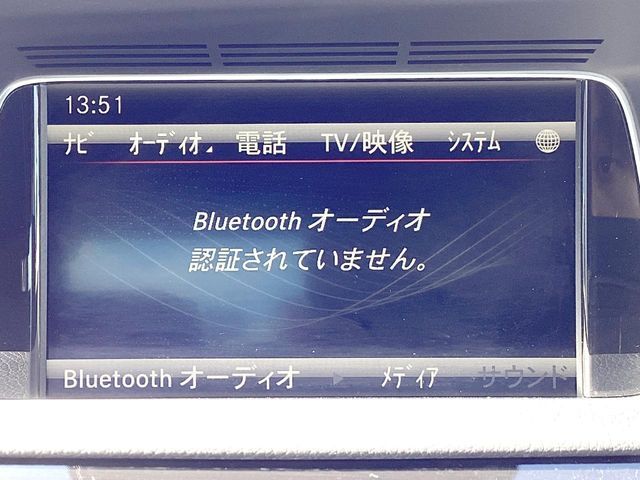 13:51
ﾅﾋﾞ ｵｰﾃﾞｨｵ 電話 TV/映像 ｼｽﾃﾑ
Bluetooth オーディオ
認証されていません。
Bluetooth オーディオ ﾒﾃﾞｨｱ サウンド